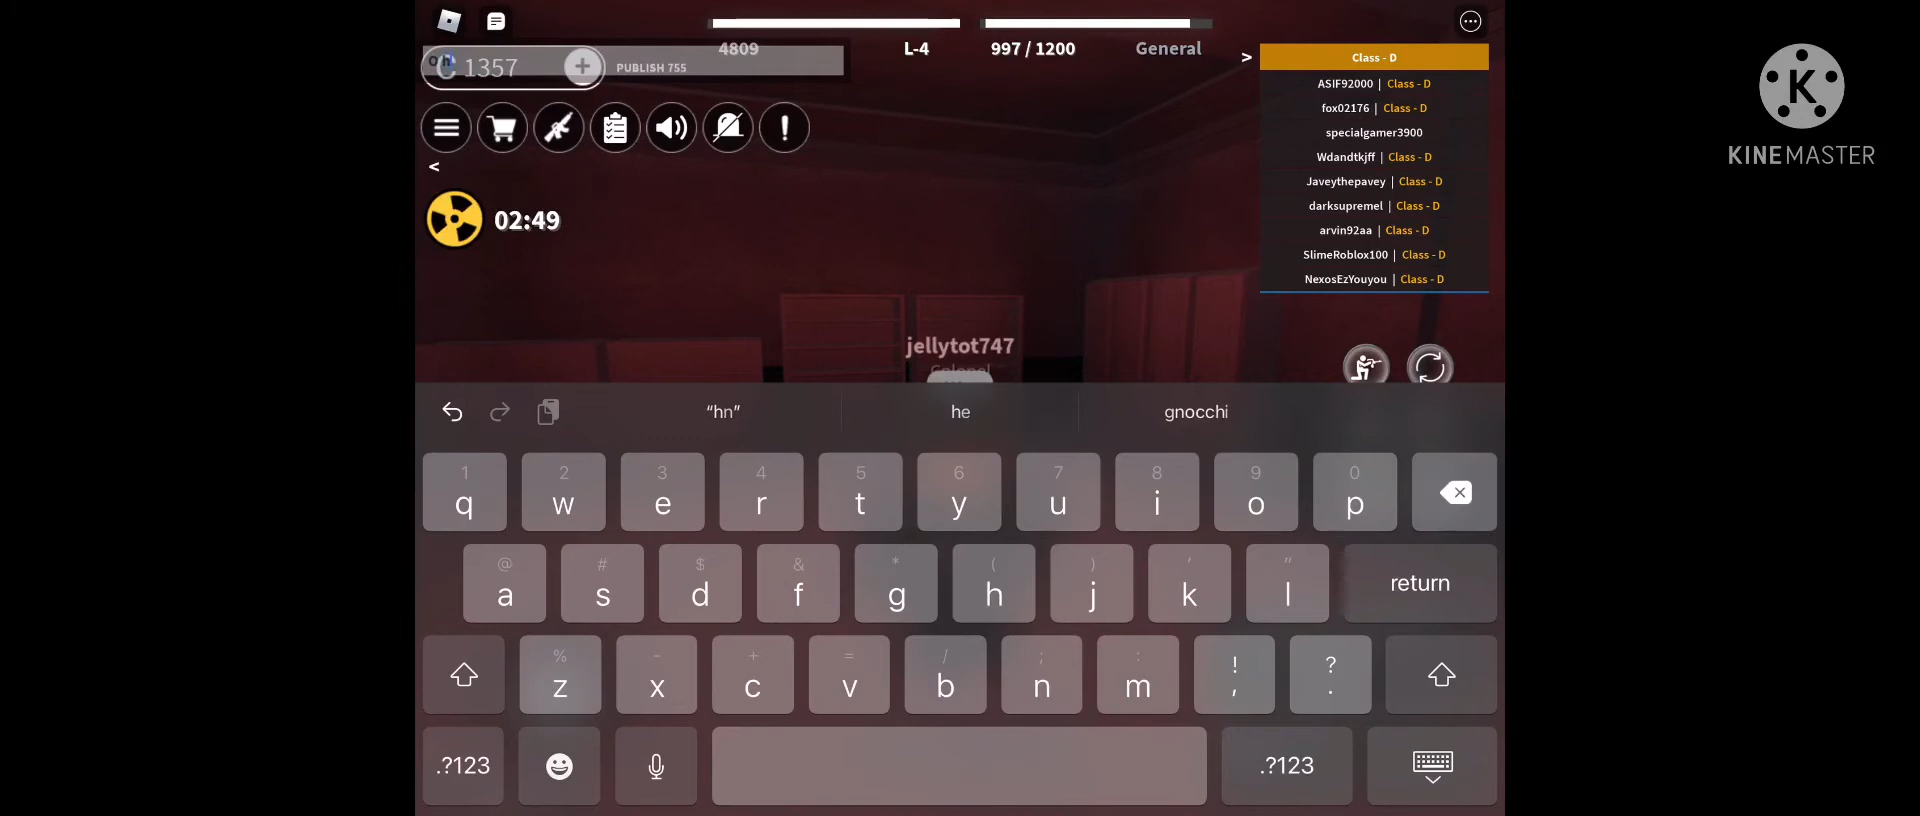 4809 L-4 997 / 1200 General
C 1357 + PUBLISH 755
> Class - D
ASIF92000 | Class - D
fox02176 | Class - D
specialgamer3900
Wdandtkjff | Class - D
Javeythepavey | Class - D
darksupremel | Class - D
arvin92aa | Class - D
SlimeRoblox100 | Class - D
NexosEzYouyou | Class - D
!
<
02:49
jellytot747
Colonel
K
KINEMASTER
“hn” he gnocchi
1 2 3 4 5 6 7 8 9 0
q w e r t y u i o p
@ # $ & * ( ) ' "
a s d f g h j k l return
% - + = / ; : ! ?
z x c v b n m , .
.?123 .?123